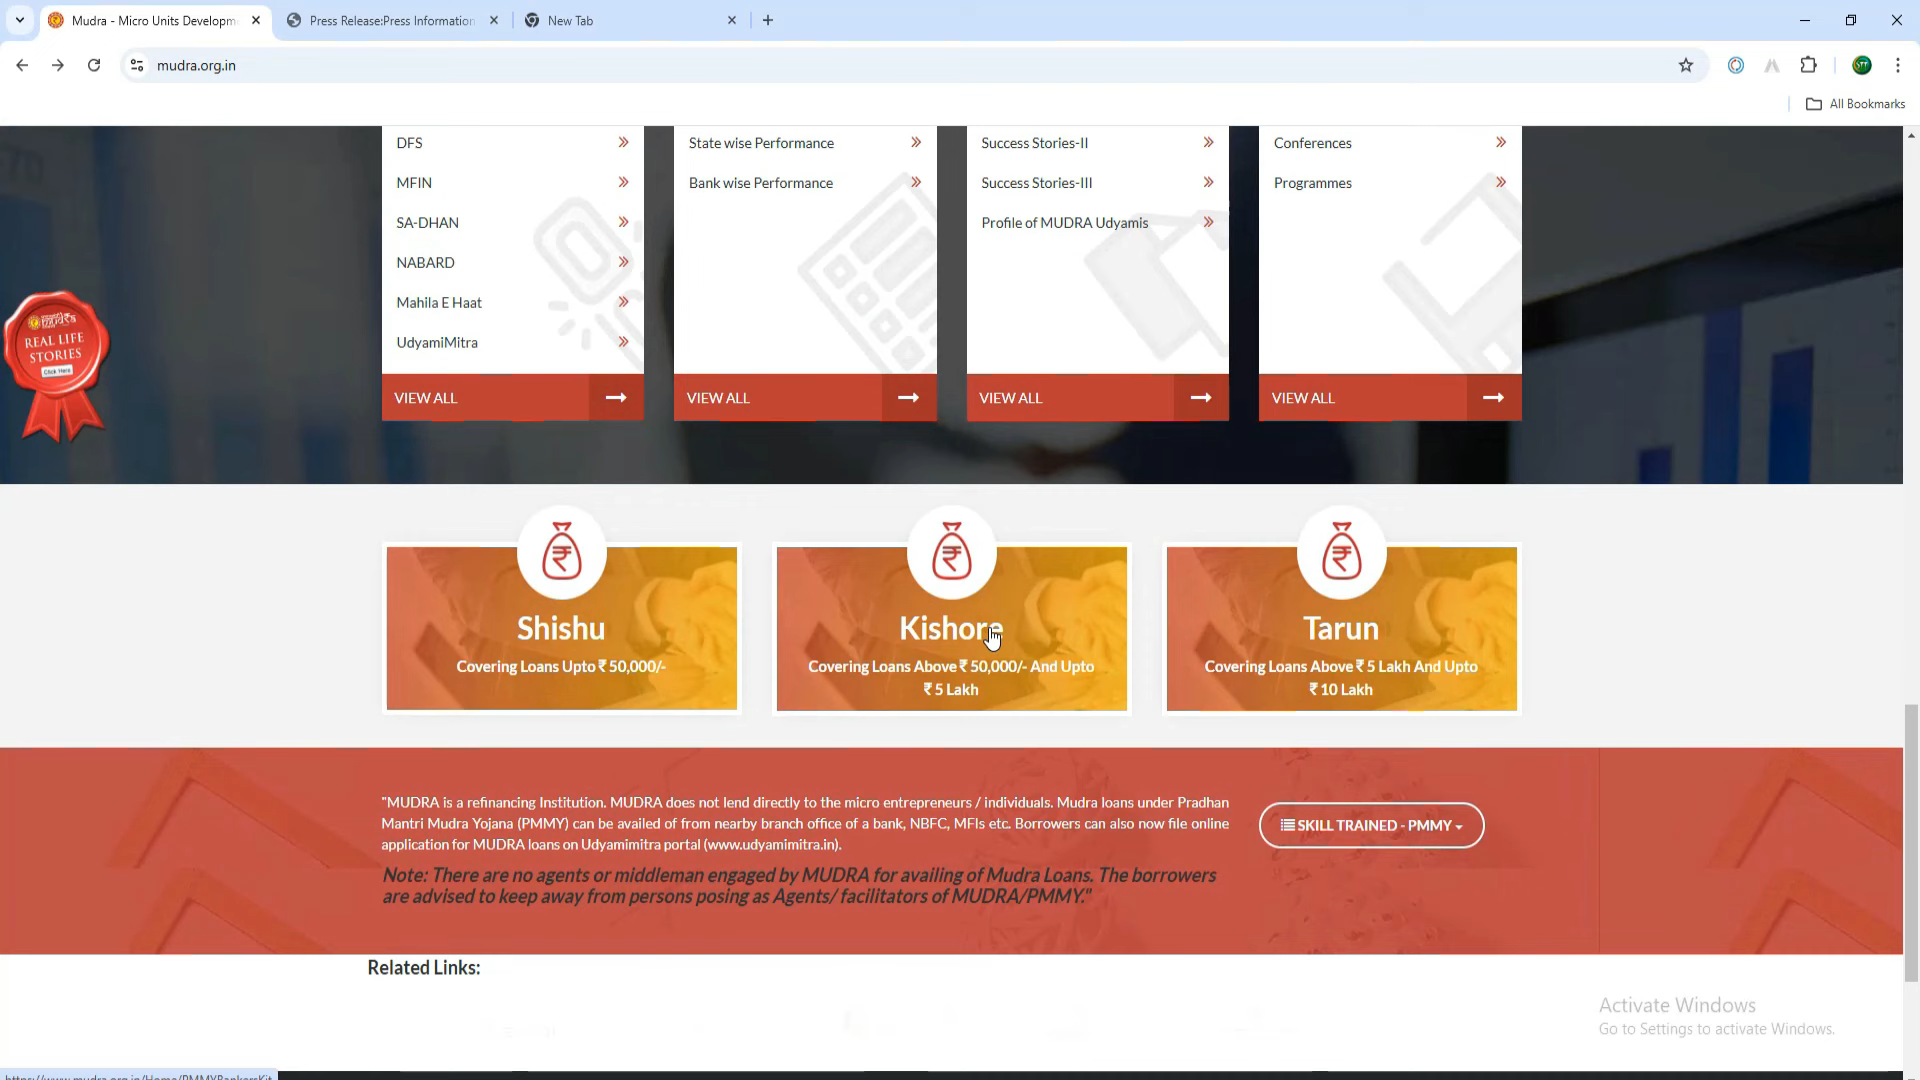 Mudra - Micro Units Developm
Press Release:Press Information
New Tab
mudra.org.in
All Bookmarks
DFS
State wise Performance
Success Stories-II
Conferences
MFIN
Bank wise Performance
Success Stories-III
Programmes
SA-DHAN
Profile of MUDRA Udyamis
NABARD
Mahila E Haat
UdyamiMitra
REAL LIFE
STORIES
Click Here
VIEW ALL
VIEW ALL
VIEW ALL
VIEW ALL
Shishu
Covering Loans Upto ₹ 50,000/-
Kishore
Covering Loans Above ₹ 50,000/- And Upto
₹ 5 Lakh
Tarun
Covering Loans Above ₹ 5 Lakh And Upto
₹ 10 Lakh
"MUDRA is a refinancing Institution. MUDRA does not lend directly to the micro entrepreneurs / individuals. Mudra loans under Pradhan
Mantri Mudra Yojana (PMMY) can be availed of from nearby branch office of a bank, NBFC, MFIs etc. Borrowers can also now file online
application for MUDRA loans on Udyamimitra portal (www.udyamimitra.in).
Note: There are no agents or middleman engaged by MUDRA for availing of Mudra Loans. The borrowers
are advised to keep away from persons posing as Agents/ facilitators of MUDRA/PMMY."
SKILL TRAINED - PMMY
Related Links:
Activate Windows
Go to Settings to activate Windows.
https://www.mudra.org.in/Home/PMMYBankersKit